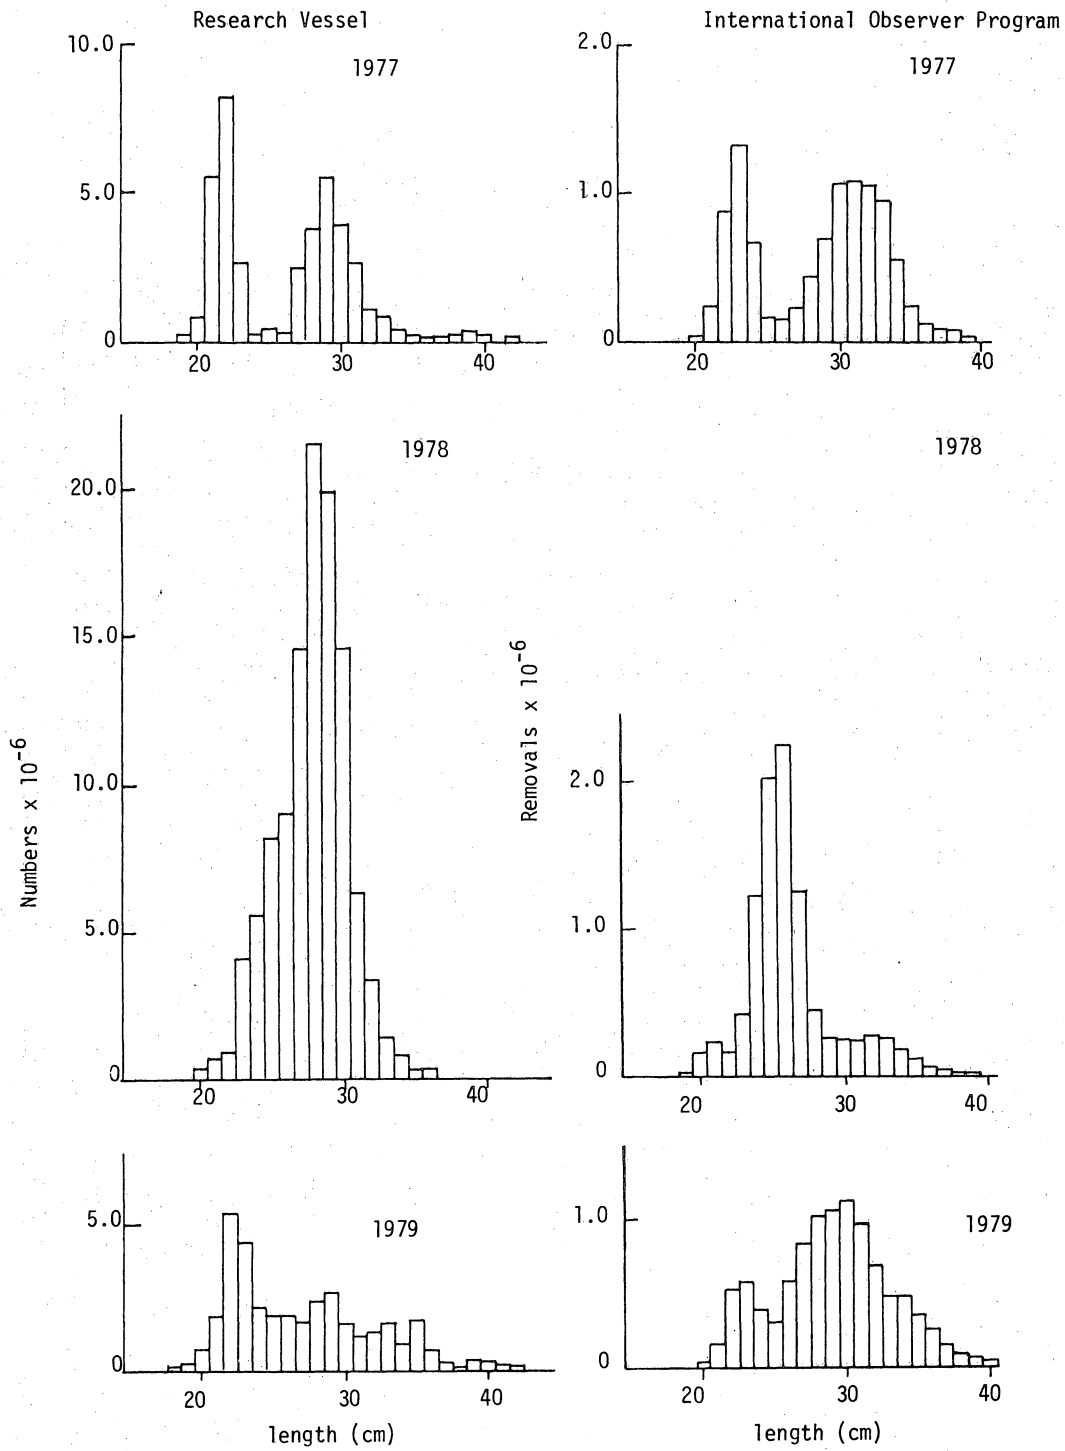 Research Vessel
International Observer Program
10.0
5.0
0
1977
20 30 40
2.0
1.0
0
1977
20 30 40
Numbers x 10-6
20.0
15.0
10.0
5.0
0
1978
20 30 40
Removals x 10-6
2.0
1.0
0
1978
20 30 40
5.0
0
1979
20 30 40
length (cm)
1.0
0
1979
20 30 40
length (cm)